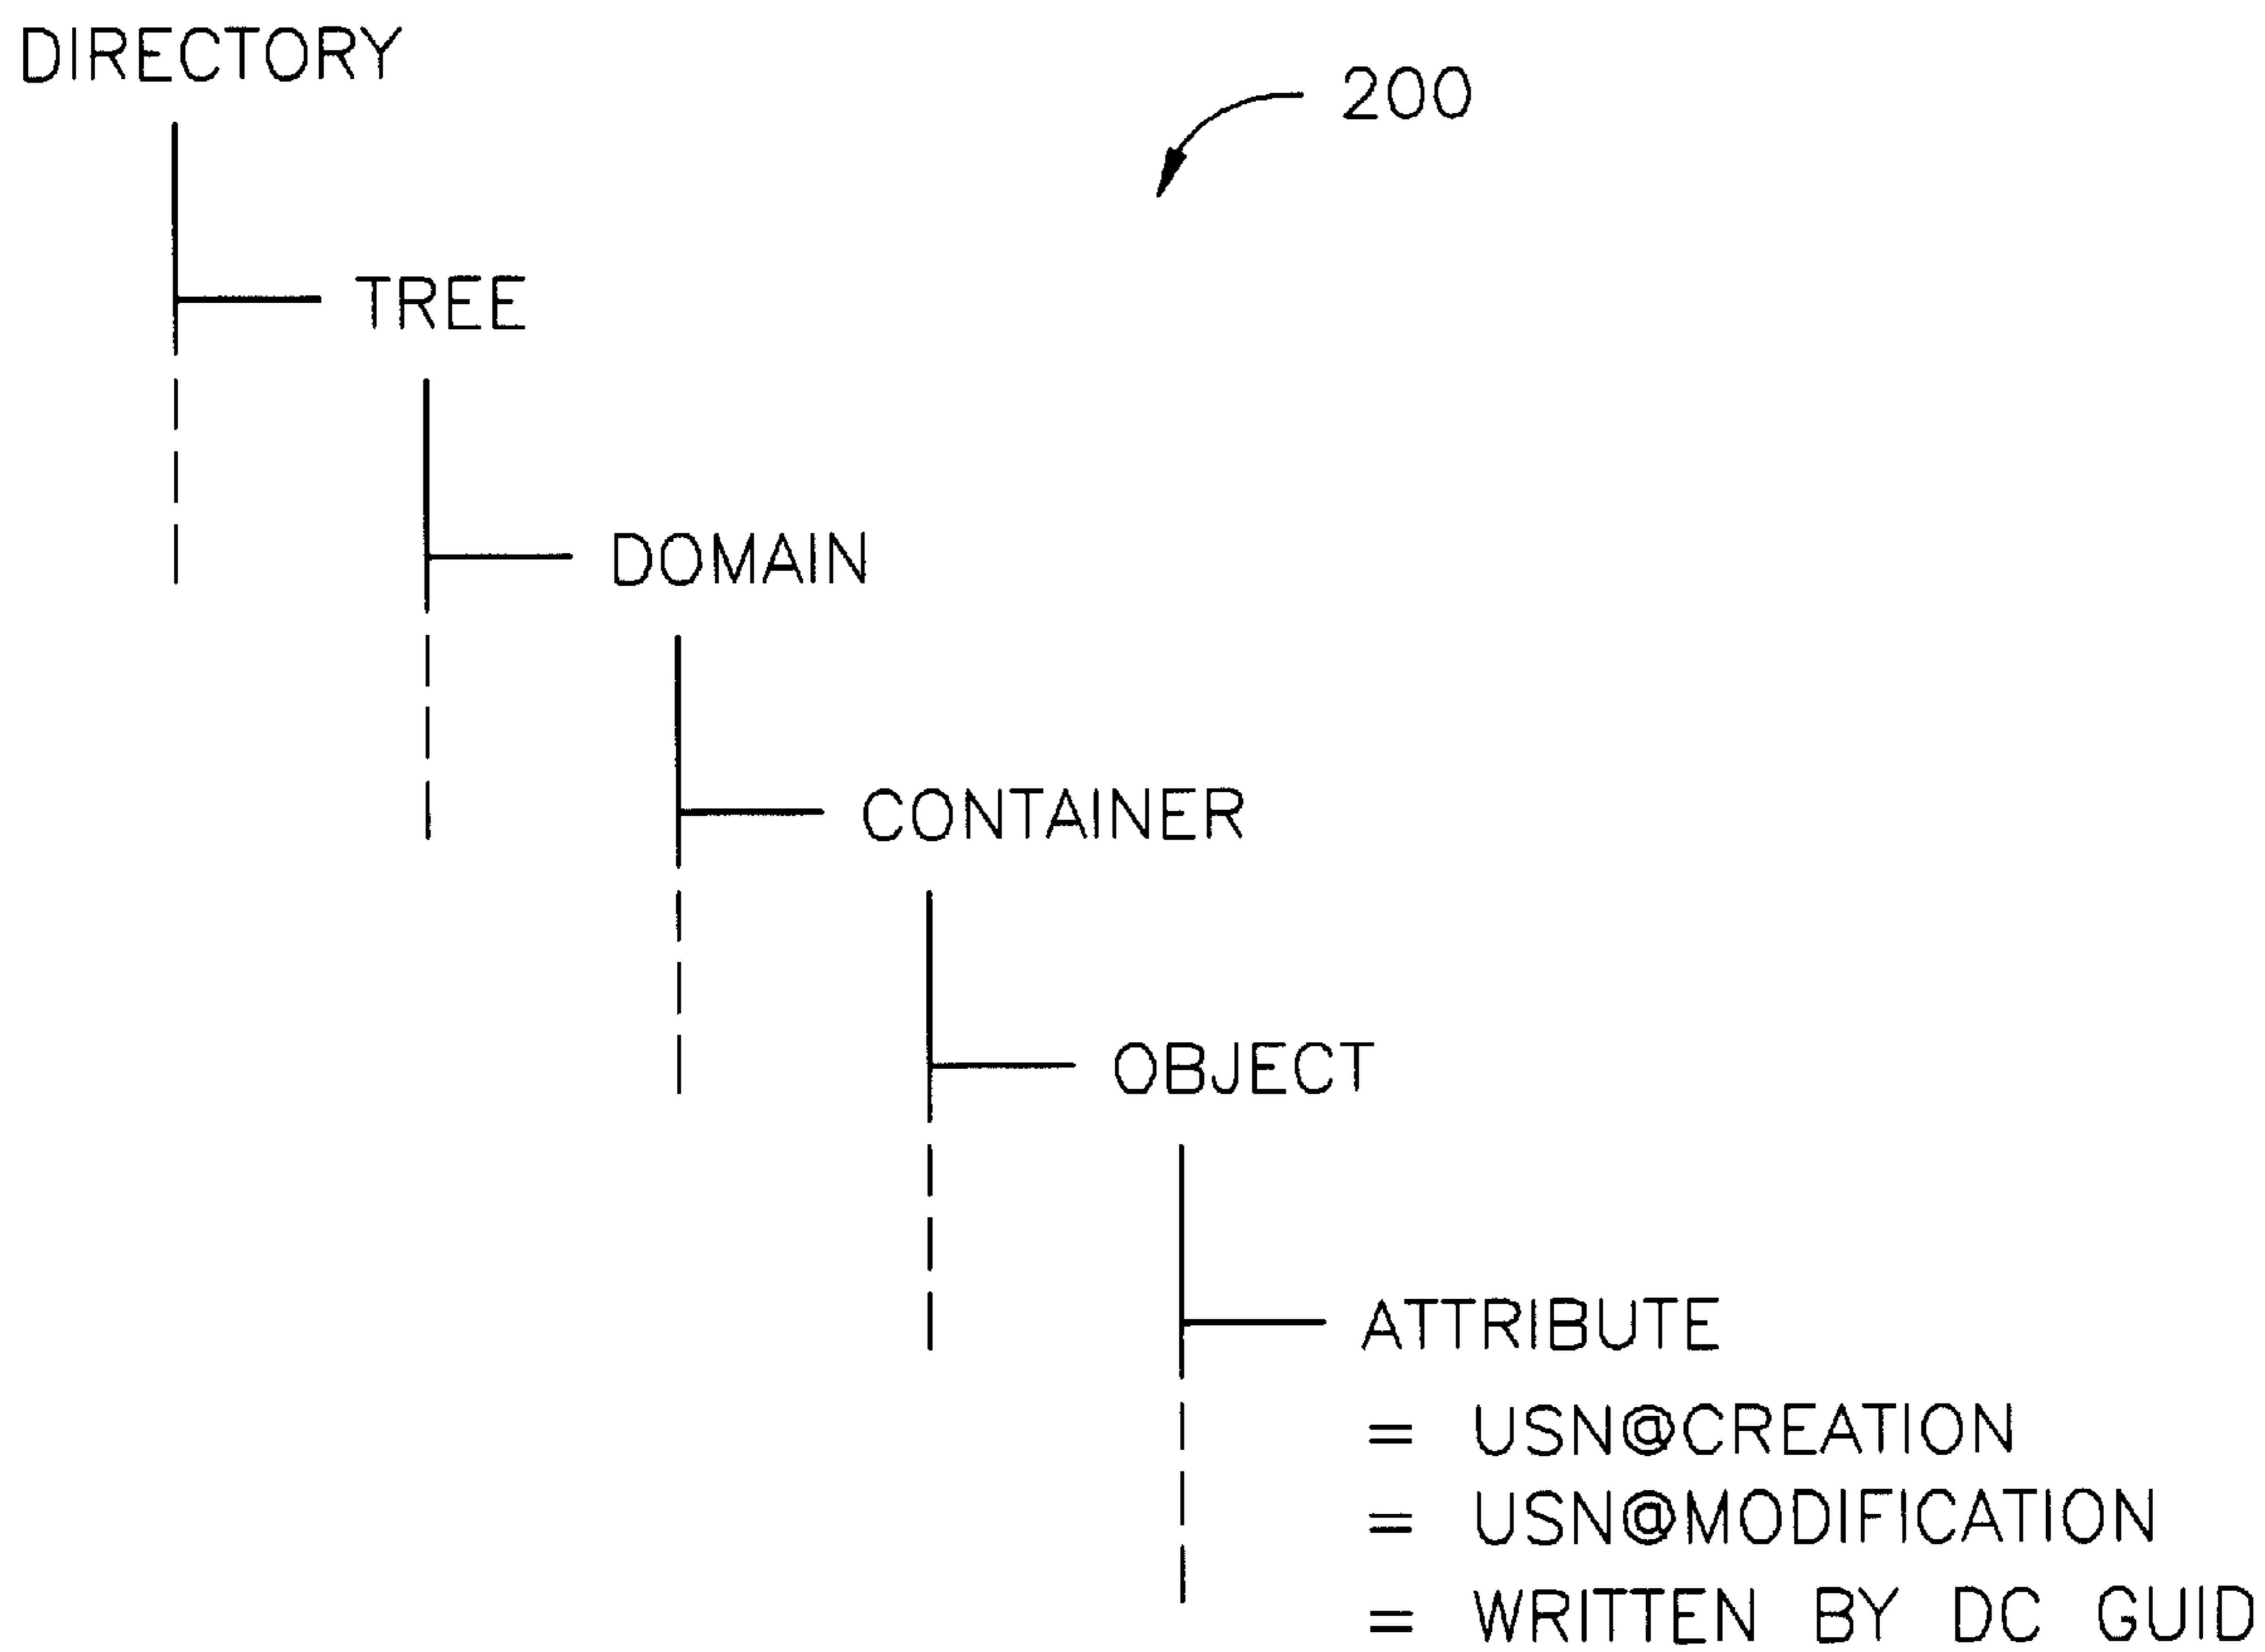 DIRECTORY
200
TREE
DOMAIN
CONTAINER
OBJECT
ATTRIBUTE
= USN@CREATION
= USN@MODIFICATION
= WRITTEN BY DC GUID